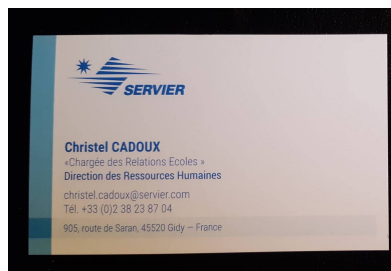 SERVIER
Christel CADOUX
«Chargée des Relations Ecoles »
Direction des Ressources Humaines
christel.cadoux@servier.com
Tél. +33 (0)2 38 23 87 04
905, route de Saran, 45520 Gidy – France